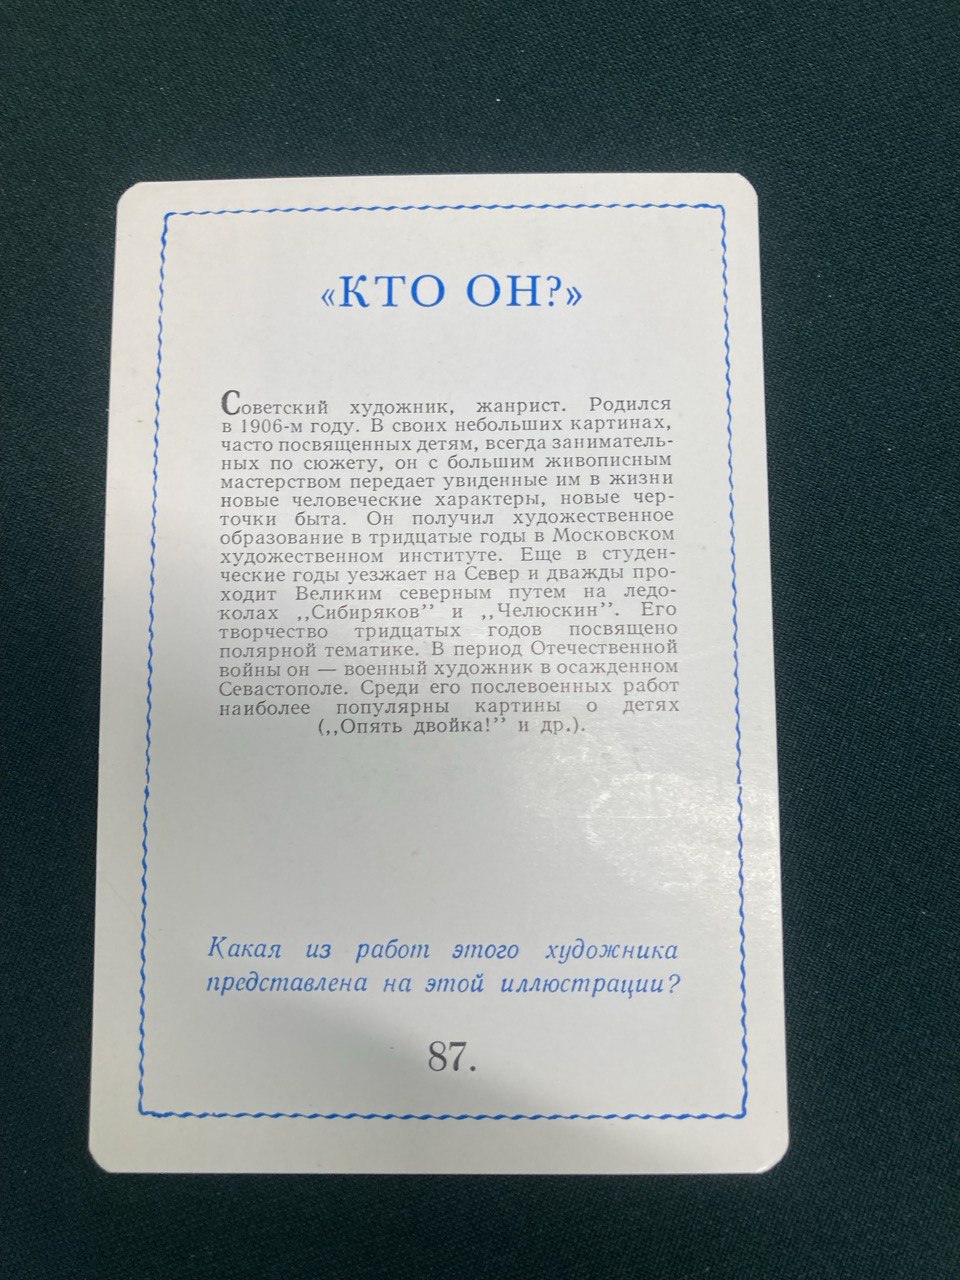 «КТО ОН?»
Советский художник, жанрист. Родился
в 1906-м году. В своих небольших картинах,
часто посвященных детям, всегда заниматель-
ных по сюжету, он с большим живописным
мастерством передает увиденные им в жизни
новые человеческие характеры, новые чер-
точки быта. Он получил художественное
образование в тридцатые годы в Московском
художественном институте. Еще в студен-
ческие годы уезжает на Север и дважды про-
ходит Великим северным путем на ледо-
колах ,,Сибиряков’’ и ,,Челюскин’’. Его
творчество тридцатых годов посвящено
полярной тематике. В период Отечественной
войны он — военный художник в осажденном
Севастополе. Среди его послевоенных работ
наиболее популярны картины о детях
(,,Опять двойка!’’ и др.).
Какая из работ этого художника
представлена на этой иллюстрации?
87.